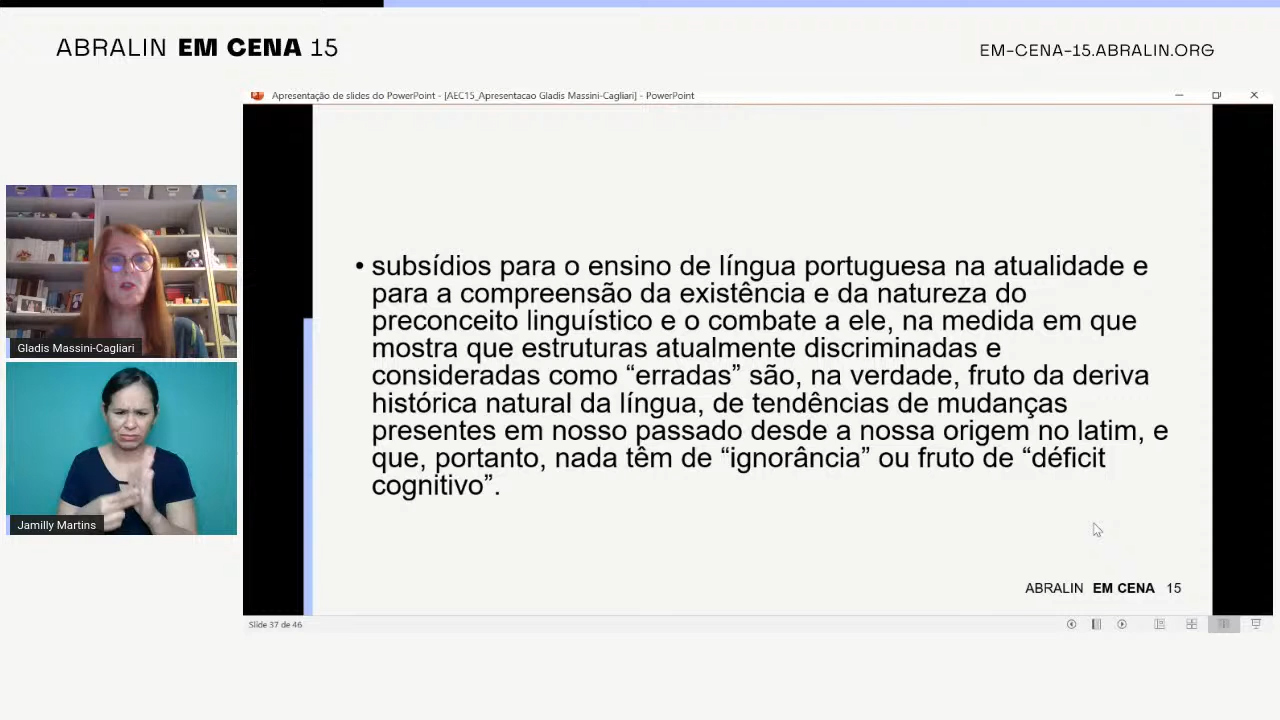 ABRALIN EM CENA 15
EM-CENA-15.ABRALIN.ORG
Apresentação de slides do PowerPoint - [AEC15_Apresentacao Gladis Massini-Cagliari] - PowerPoint
• subsídios para o ensino de língua portuguesa na atualidade e
para a compreensão da existência e da natureza do
preconceito linguístico e o combate a ele, na medida em que
mostra que estruturas atualmente discriminadas e
consideradas como “erradas” são, na verdade, fruto da deriva
histórica natural da língua, de tendências de mudanças
presentes em nosso passado desde a nossa origem no latim, e
que, portanto, nada têm de “ignorância” ou fruto de “déficit
cognitivo”.
Gladis Massini-Cagliari
Jamilly Martins
ABRALIN EM CENA 15
Slide 37 de 46